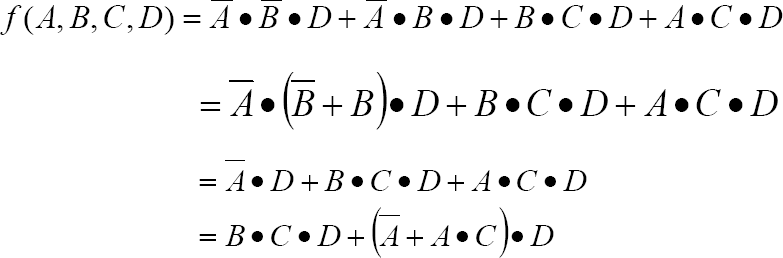 f(A,B,C,D) = A̅•B̅•D + A̅•B•D + B•C•D + A•C•D
= A̅•(B̅ + B)•D + B•C•D + A•C•D
= A̅•D + B•C•D + A•C•D
= B•C•D + (A̅ + A•C)•D